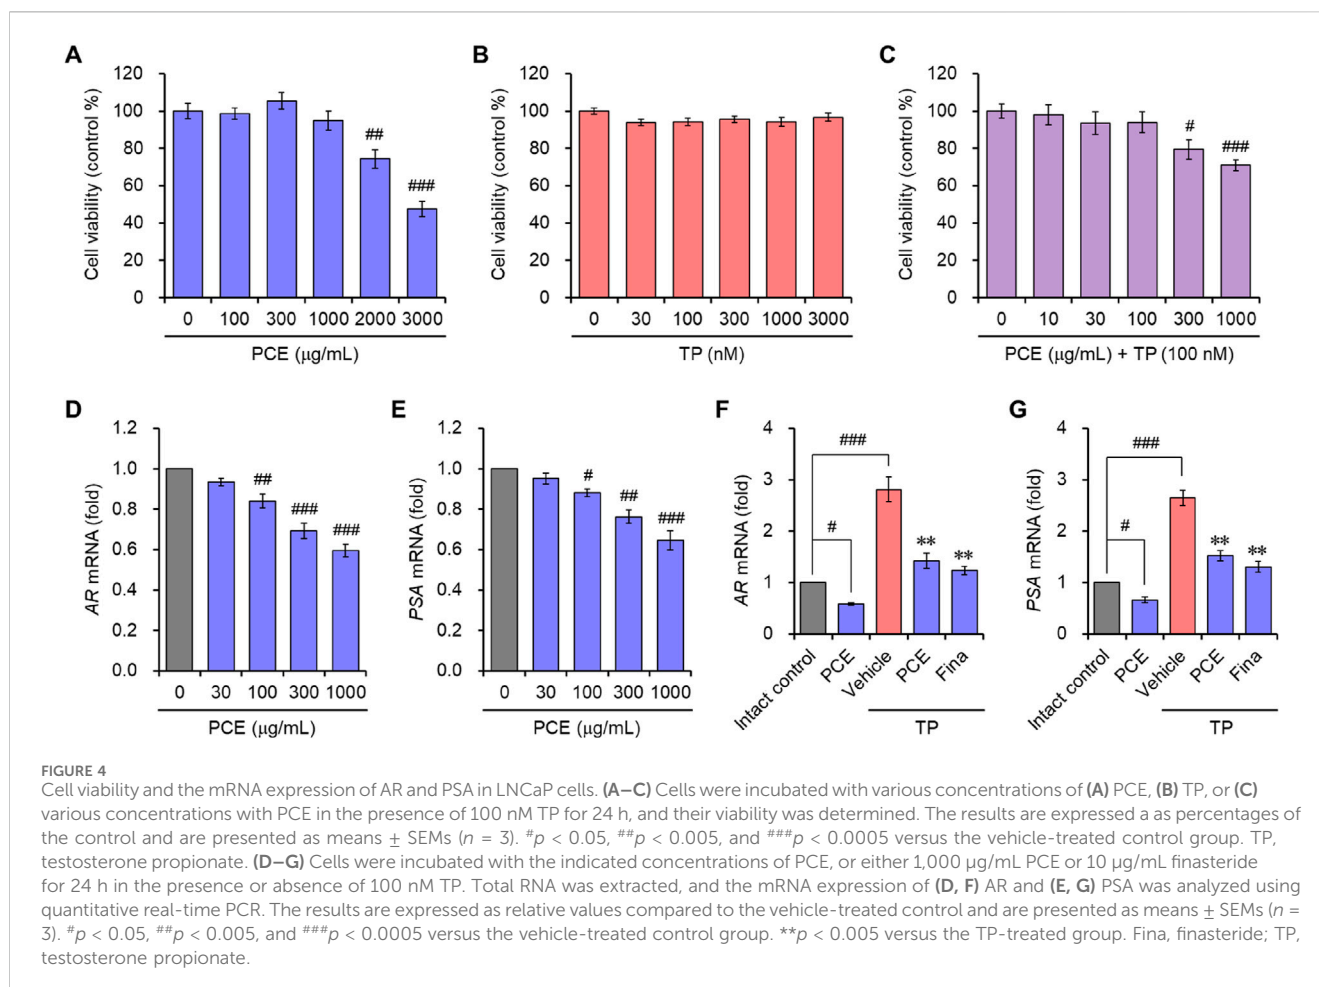 A
B
C
Cell viability (control %)
120
100
80
60
40
20
0
##
###
0 100 300 1000 2000 3000
PCE (µg/mL)
Cell viability (control %)
120
100
80
60
40
20
0
0 30 100 300 1000 3000
TP (nM)
Cell viability (control %)
120
100
80
60
40
20
0
#
###
0 10 30 100 300 1000
PCE (µg/mL) + TP (100 nM)
D
E
F
G
AR mRNA (fold)
1.2
1.0
0.8
0.6
0.4
0.2
0.0
##
###
###
0 30 100 300 1000
PCE (µg/mL)
PSA mRNA (fold)
1.2
1.0
0.8
0.6
0.4
0.2
0.0
#
##
###
0 30 100 300 1000
PCE (µg/mL)
AR mRNA (fold)
4
3
2
1
0
###
#
**
**
Intact control
PCE
Vehicle
PCE
Fina
TP
PSA mRNA (fold)
4
3
2
1
0
###
#
**
**
Intact control
PCE
Vehicle
PCE
Fina
TP
FIGURE 4
Cell viability and the mRNA expression of AR and PSA in LNCaP cells. (A–C) Cells were incubated with various concentrations of (A) PCE, (B) TP, or (C)
various concentrations with PCE in the presence of 100 nM TP for 24 h, and their viability was determined. The results are expressed a as percentages of
the control and are presented as means ± SEMs (n = 3). #p < 0.05, ##p < 0.005, and ###p < 0.0005 versus the vehicle-treated control group. TP,
testosterone propionate. (D–G) Cells were incubated with the indicated concentrations of PCE, or either 1,000 µg/mL PCE or 10 µg/mL finasteride
for 24 h in the presence or absence of 100 nM TP. Total RNA was extracted, and the mRNA expression of (D, F) AR and (E, G) PSA was analyzed using
quantitative real-time PCR. The results are expressed as relative values compared to the vehicle-treated control and are presented as means ± SEMs (n =
3). #p < 0.05, ##p < 0.005, and ###p < 0.0005 versus the vehicle-treated control group. **p < 0.005 versus the TP-treated group. Fina, finasteride; TP,
testosterone propionate.